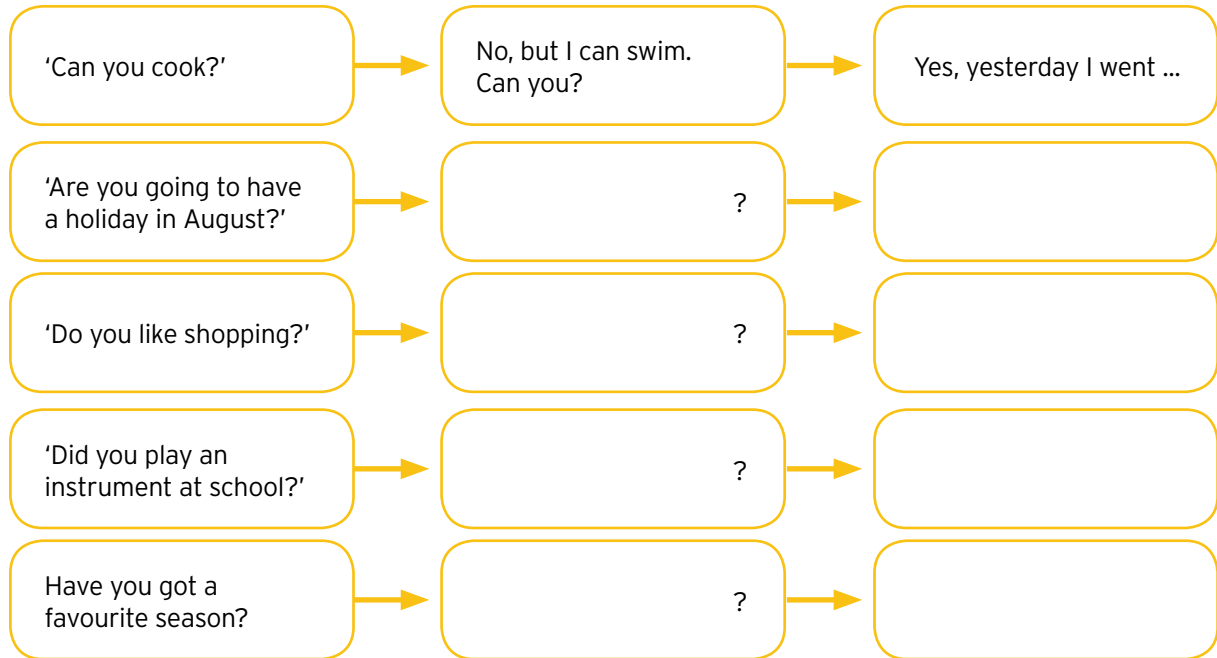 ‘Can you cook?’
No, but I can swim.
Can you?
Yes, yesterday I went ...
‘Are you going to have
a holiday in August?’
?
‘Do you like shopping?’
?
‘Did you play an
instrument at school?’
?
Have you got a
favourite season?
?